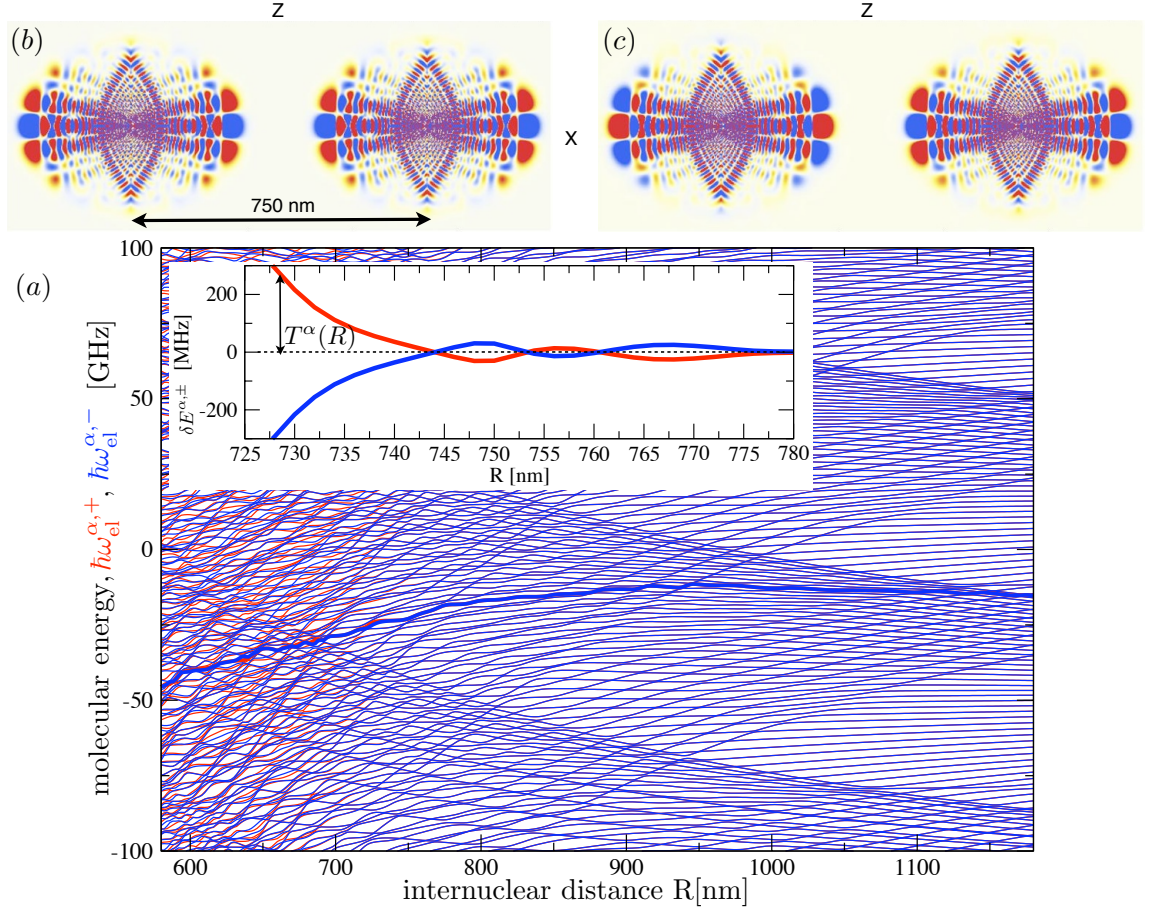 Z
Z
(b)
(c)
X
750 nm
(a)
100
50
0
-50
-100
molecular energy, ħω_el^{α,+}, ħω_el^{α,−} [GHz]
200
0
-200
δE^{α,±} [MHz]
T^α(R)
725 730 735 740 745 750 755 760 765 770 775 780
R [nm]
600 700 800 900 1000 1100
internuclear distance R[nm]